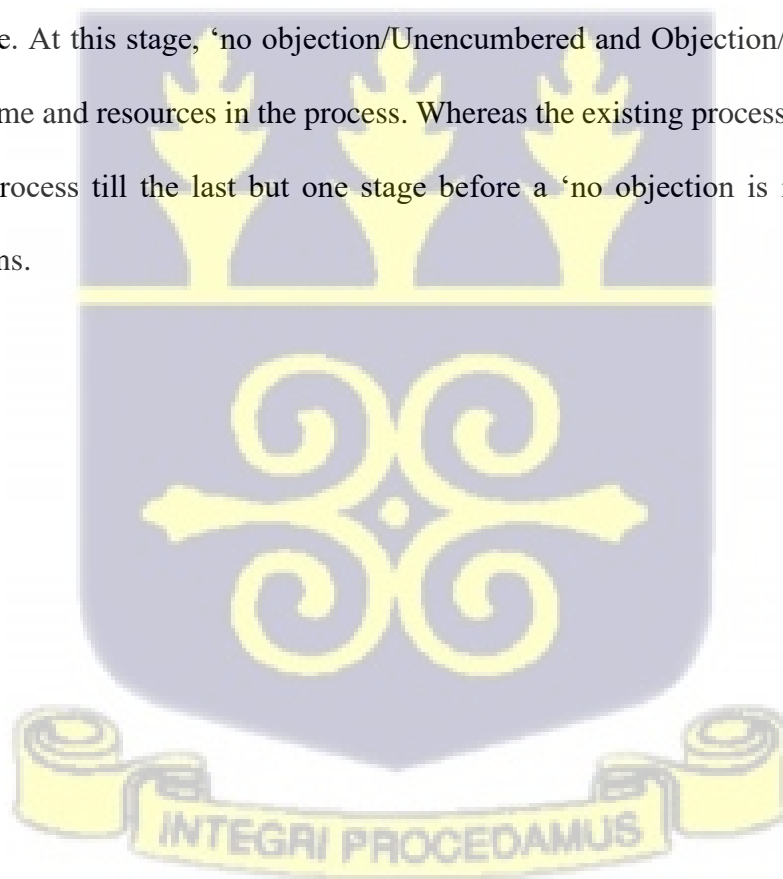 e. At this stage, ‘no objection/Unencumbered and Objection/
me and resources in the process. Whereas the existing process
rocess till the last but one stage before a ‘no objection is
ns.
INTEGRI PROCEDAMUS